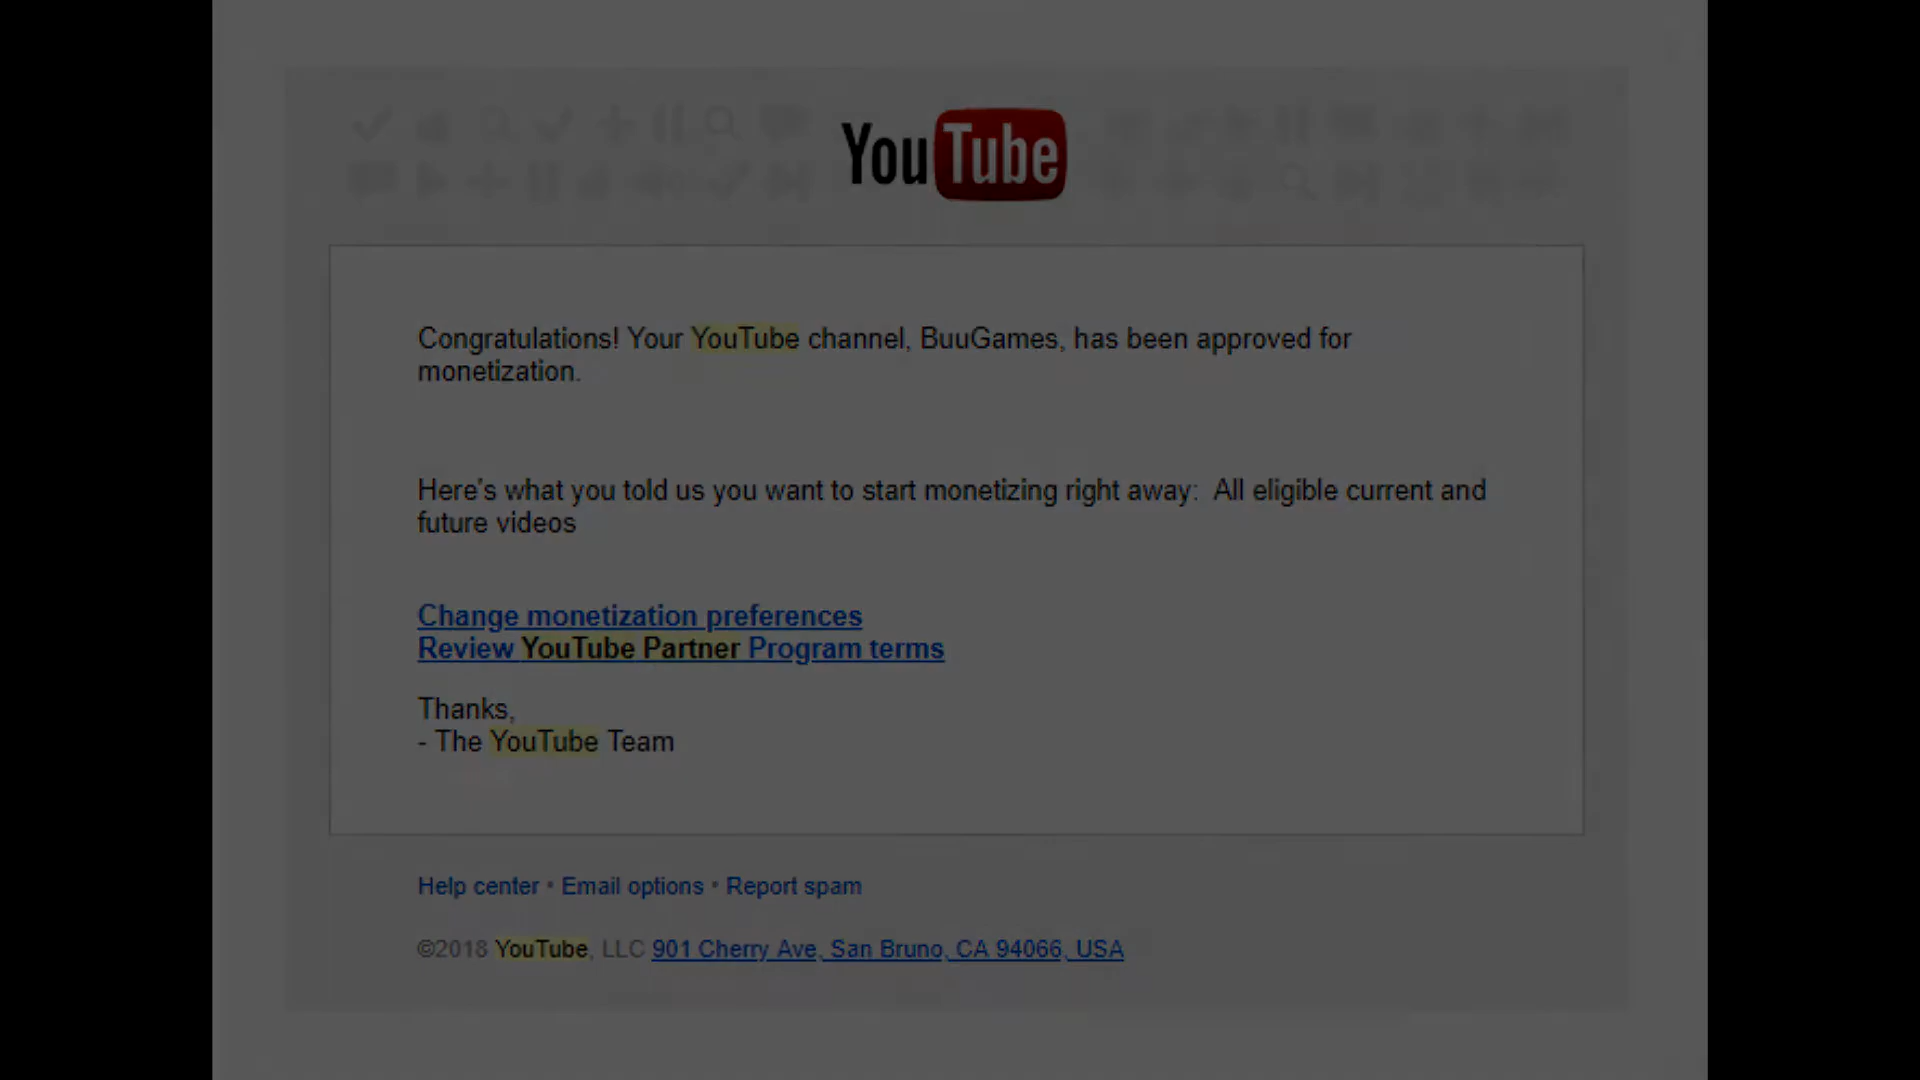 YouTube
Congratulations! Your YouTube channel, BuuGames, has been approved for
monetization.
Here's what you told us you want to start monetizing right away:  All eligible current and
future videos
Change monetization preferences
Review YouTube Partner Program terms
Thanks,
- The YouTube Team
Help center • Email options • Report spam
©2018 YouTube, LLC 901 Cherry Ave, San Bruno, CA 94066, USA